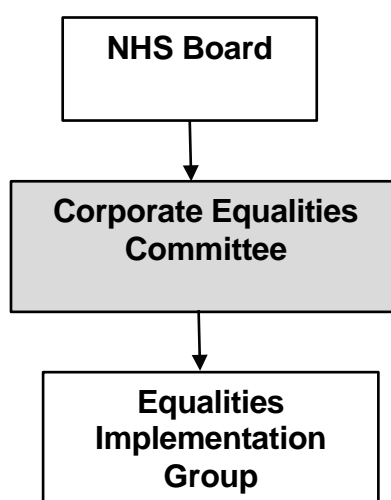 NHS Board
Corporate Equalities
Committee
Equalities
Implementation
Group